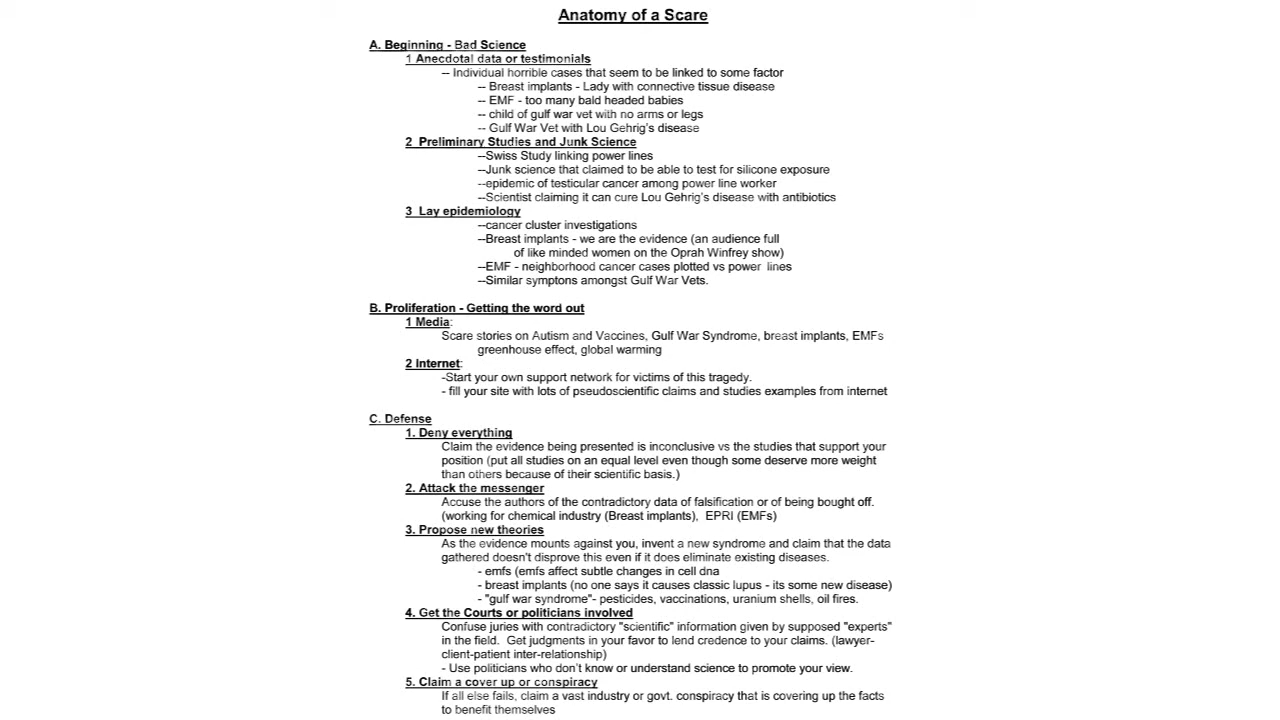 Anatomy of a Scare
A. Beginning - Bad Science
1 Anecdotal data or testimonials
-- Individual horrible cases that seem to be linked to some factor
-- Breast implants - Lady with connective tissue disease
-- EMF - too many bald headed babies
-- child of gulf war vet with no arms or legs
-- Gulf War Vet with Lou Gehrig's disease
2 Preliminary Studies and Junk Science
--Swiss Study linking power lines
--Junk science that claimed to be able to test for silicone exposure
--epidemic of testicular cancer among power line worker
--Scientist claiming it can cure Lou Gehrig's disease with antibiotics
3 Lay epidemiology
--cancer cluster investigations
--Breast implants - we are the evidence (an audience full
of like minded women on the Oprah Winfrey show)
--EMF - neighborhood cancer cases plotted vs power lines
--Similar symptons amongst Gulf War Vets.
B. Proliferation - Getting the word out
1 Media:
Scare stories on Autism and Vaccines, Gulf War Syndrome, breast implants, EMFs
greenhouse effect, global warming
2 Internet:
-Start your own support network for victims of this tragedy.
- fill your site with lots of pseudoscientific claims and studies examples from internet
C. Defense
1. Deny everything
Claim the evidence being presented is inconclusive vs the studies that support your
position (put all studies on an equal level even though some deserve more weight
than others because of their scientific basis.)
2. Attack the messenger
Accuse the authors of the contradictory data of falsification or of being bought off.
(working for chemical industry (Breast implants), EPRI (EMFs)
3. Propose new theories
As the evidence mounts against you, invent a new syndrome and claim that the data
gathered doesn't disprove this even if it does eliminate existing diseases.
- emfs (emfs affect subtle changes in cell dna
- breast implants (no one says it causes classic lupus - its some new disease)
- "gulf war syndrome"- pesticides, vaccinations, uranium shells, oil fires.
4. Get the Courts or politicians involved
Confuse juries with contradictory "scientific" information given by supposed "experts"
in the field. Get judgments in your favor to lend credence to your claims. (lawyer-
client-patient inter-relationship)
- Use politicians who don't know or understand science to promote your view.
5. Claim a cover up or conspiracy
If all else fails, claim a vast industry or govt. conspiracy that is covering up the facts
to benefit themselves